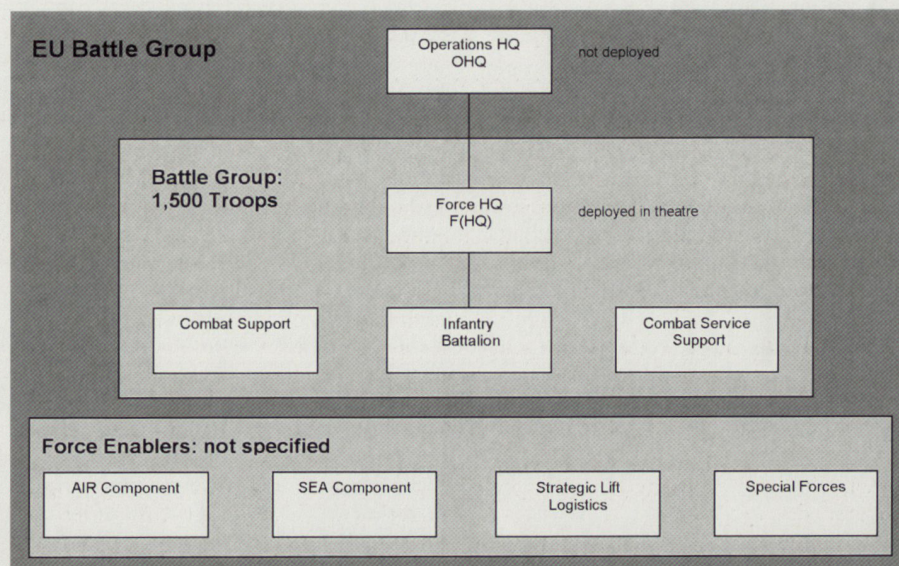 EU Battle Group
Operations HQ
OHQ
not deployed
Battle Group:
1,500 Troops
Force HQ
F(HQ)
deployed in theatre
Combat Support
Infantry
Battalion
Combat Service
Support
Force Enablers: not specified
AIR Component
SEA Component
Strategic Lift
Logistics
Special Forces